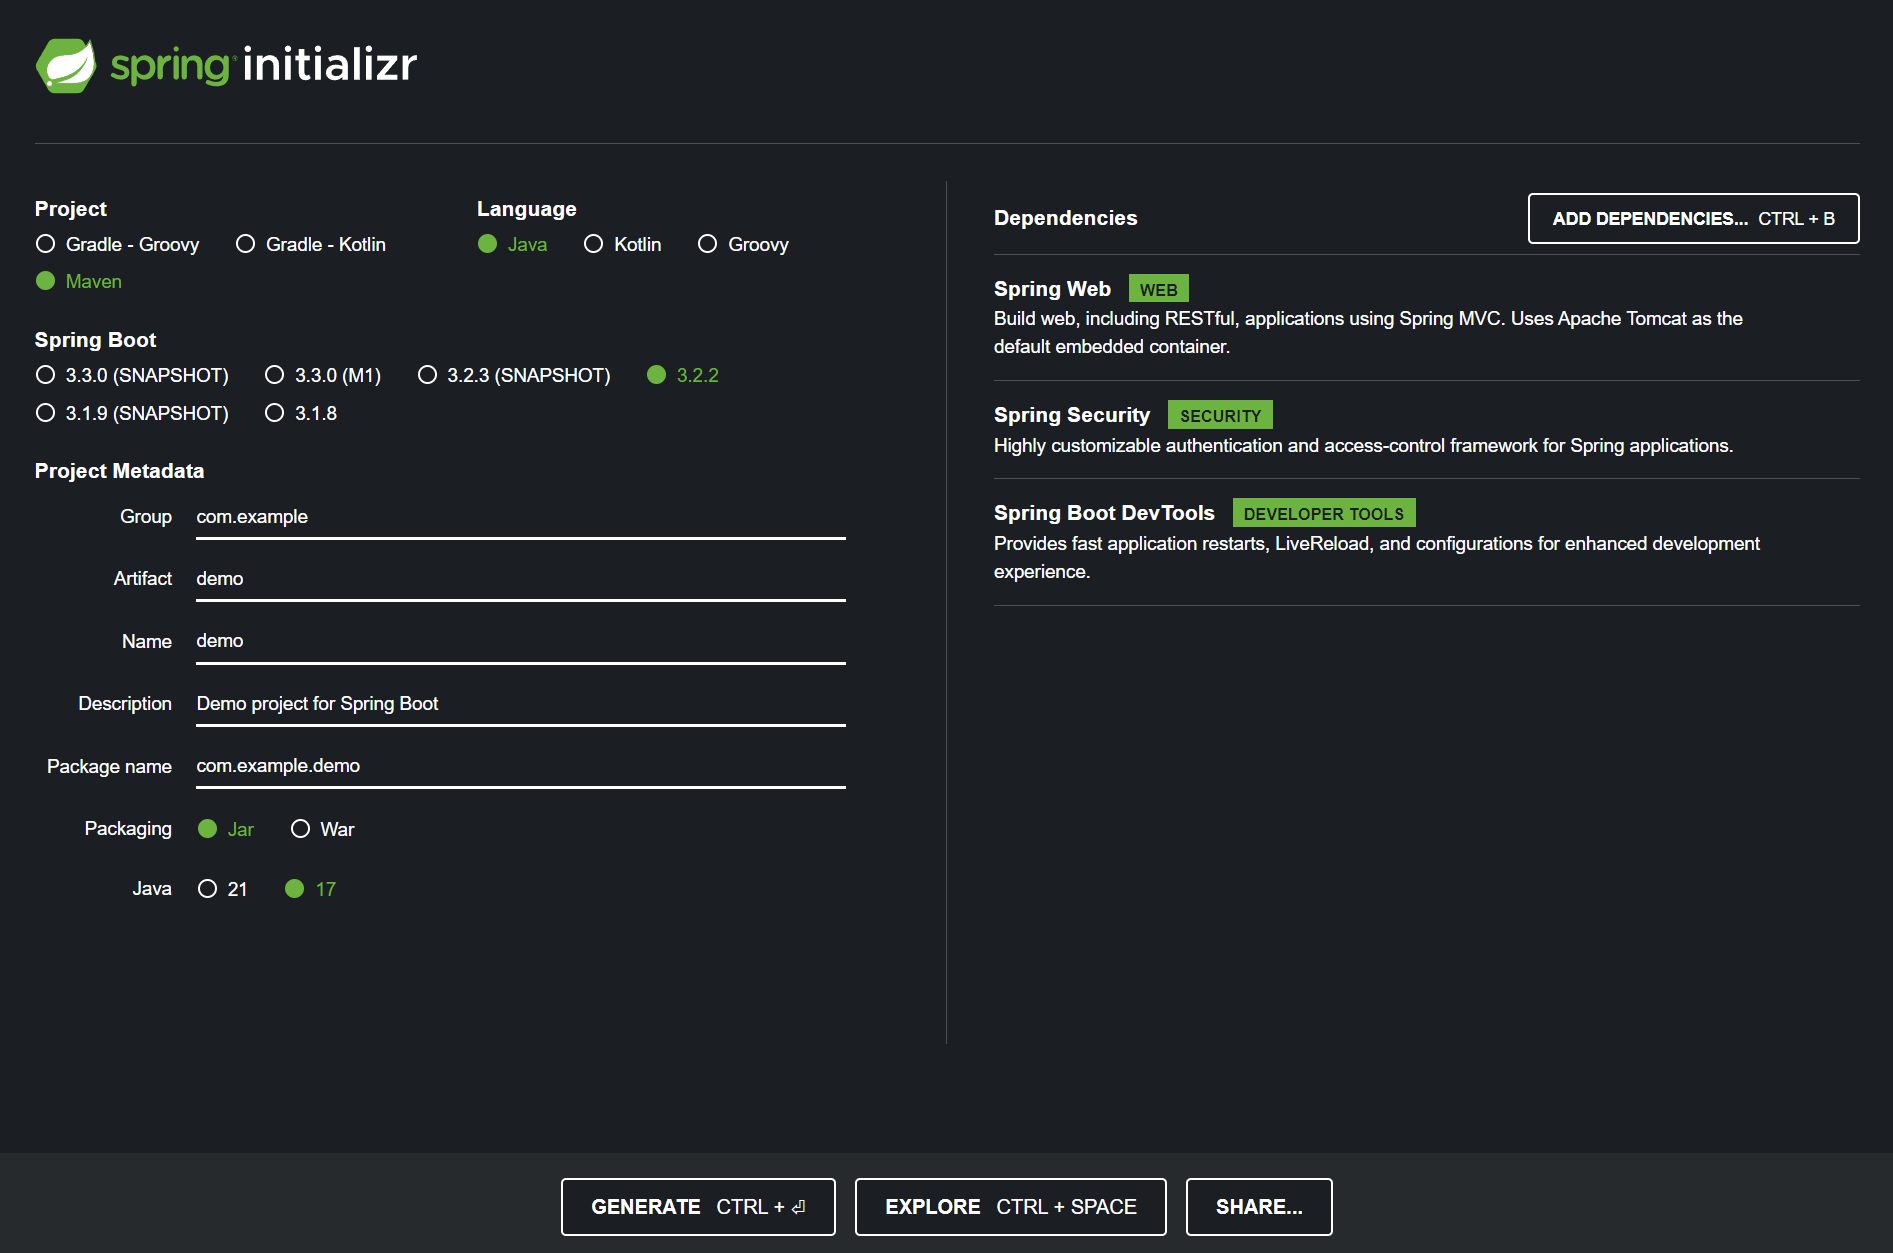 spring initializr
Project
Gradle - Groovy Gradle - Kotlin
Maven
Language
Java Kotlin Groovy
Spring Boot
3.3.0 (SNAPSHOT) 3.3.0 (M1) 3.2.3 (SNAPSHOT) 3.2.2
3.1.9 (SNAPSHOT) 3.1.8
Project Metadata
Group com.example
Artifact demo
Name demo
Description Demo project for Spring Boot
Package name com.example.demo
Packaging Jar War
Java 21 17
Dependencies
ADD DEPENDENCIES... CTRL + B
Spring Web WEB
Build web, including RESTful, applications using Spring MVC. Uses Apache Tomcat as the
default embedded container.
Spring Security SECURITY
Highly customizable authentication and access-control framework for Spring applications.
Spring Boot DevTools DEVELOPER TOOLS
Provides fast application restarts, LiveReload, and configurations for enhanced development
experience.
GENERATE CTRL + ⏎ EXPLORE CTRL + SPACE SHARE...